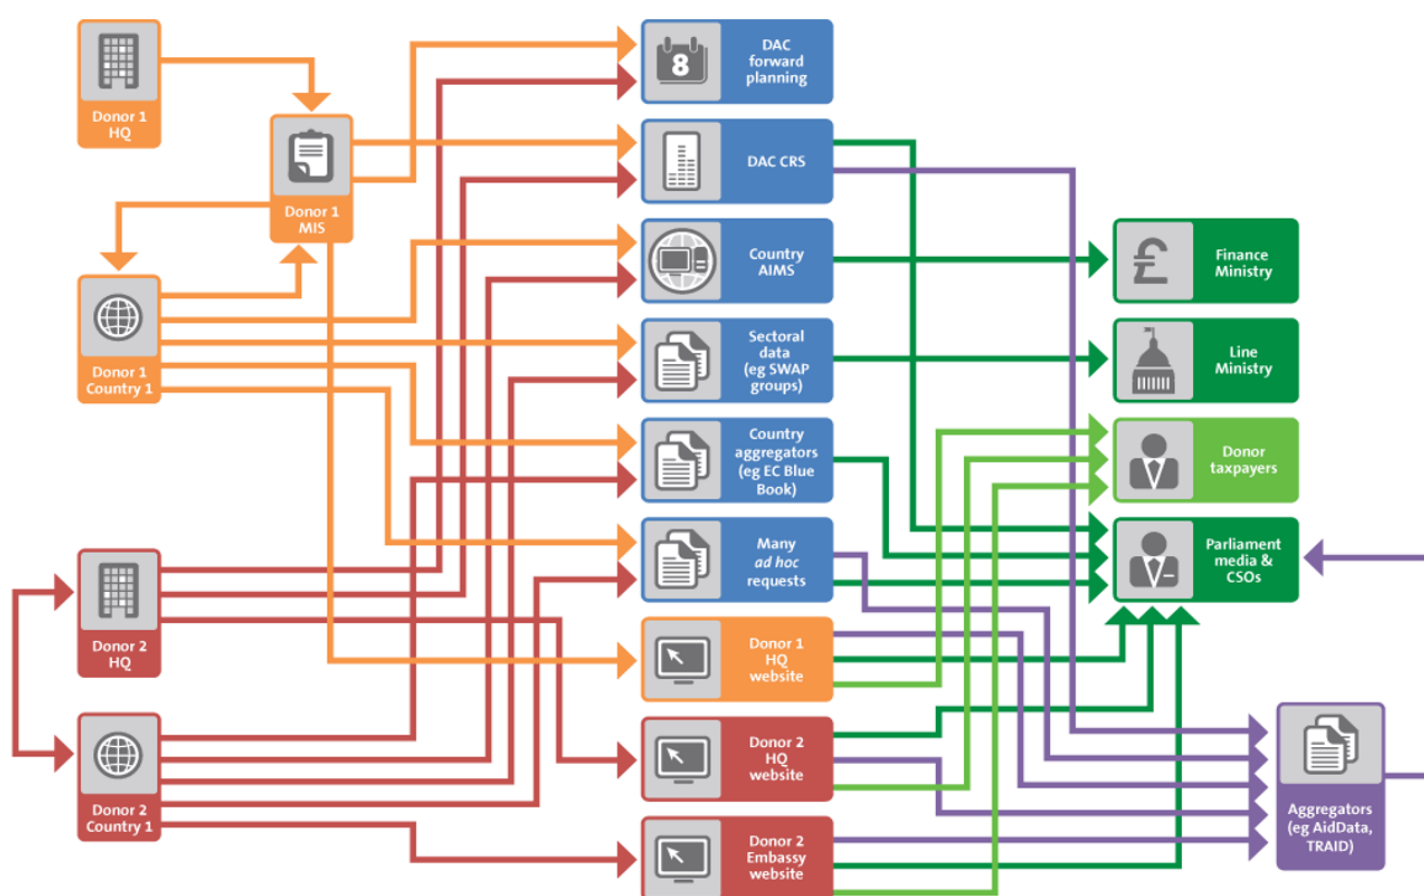 Donor 1
HQ
Donor 1
MIS
Donor 1
Country 1
Donor 2
HQ
Donor 2
Country 1
8
DAC
forward
planning
DAC CRS
Country
AIMS
Sectoral
data
(eg SWAP
groups)
Country
aggregators
(eg EC Blue
Book)
Many
ad hoc
requests
Donor 1
HQ
website
Donor 2
HQ
website
Donor 2
Embassy
website
£
Finance
Ministry
Line
Ministry
Donor
taxpayers
Parliament
media &
CSOs
Aggregators
(eg AidData,
TRAID)